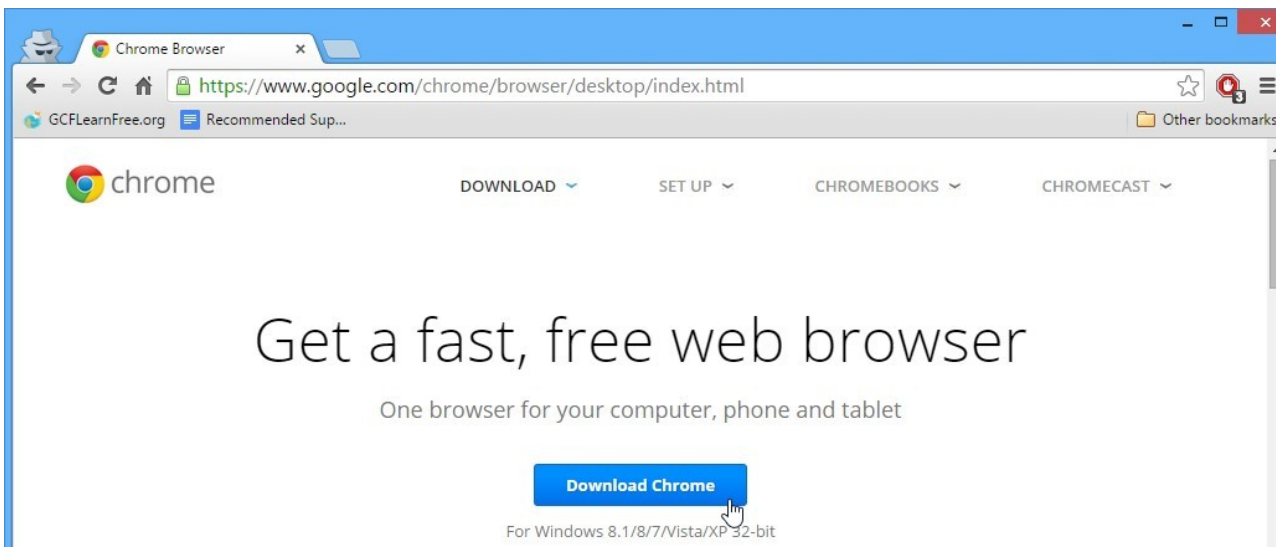 Chrome Browser
https://www.google.com/chrome/browser/desktop/index.html
3
GCFLearnFree.org Recommended Sup... Other bookmarks
chrome DOWNLOAD SET UP CHROMEBOOKS CHROMECAST
Get a fast, free web browser
One browser for your computer, phone and tablet
Download Chrome
For Windows 8.1/8/7/Vista/XP 32-bit